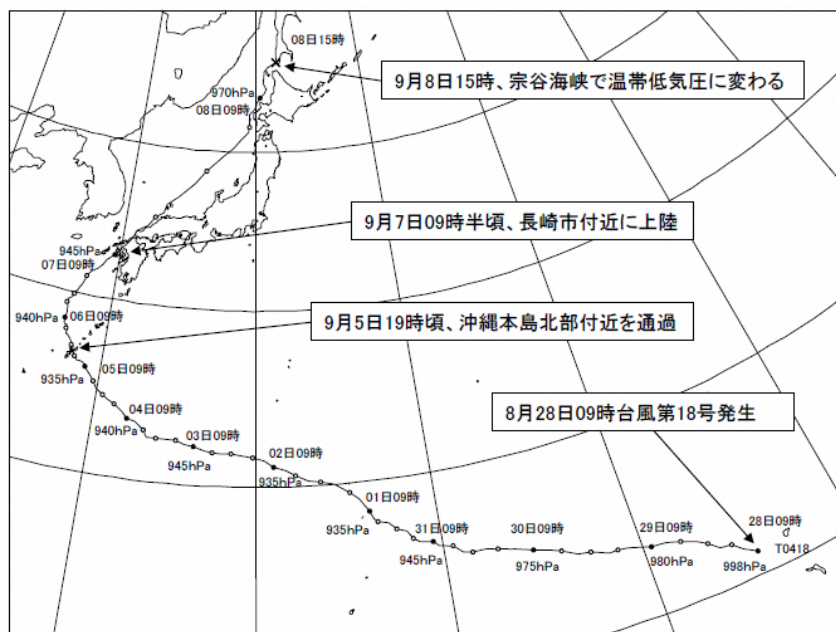 08日15時
9月8日15時、宗谷海峡で温帯低気圧に変わる
970hPa
08日09時
9月7日09時半頃、長崎市付近に上陸
945hPa
07日09時
940hPa
06日09時
9月5日19時頃、沖縄本島北部付近を通過
935hPa
05日09時
04日09時
940hPa
03日09時
945hPa
02日09時
935hPa
8月28日09時台風第18号発生
01日09時
935hPa
31日09時
945hPa
30日09時
975hPa
29日09時
980hPa
28日09時
T0418
998hPa